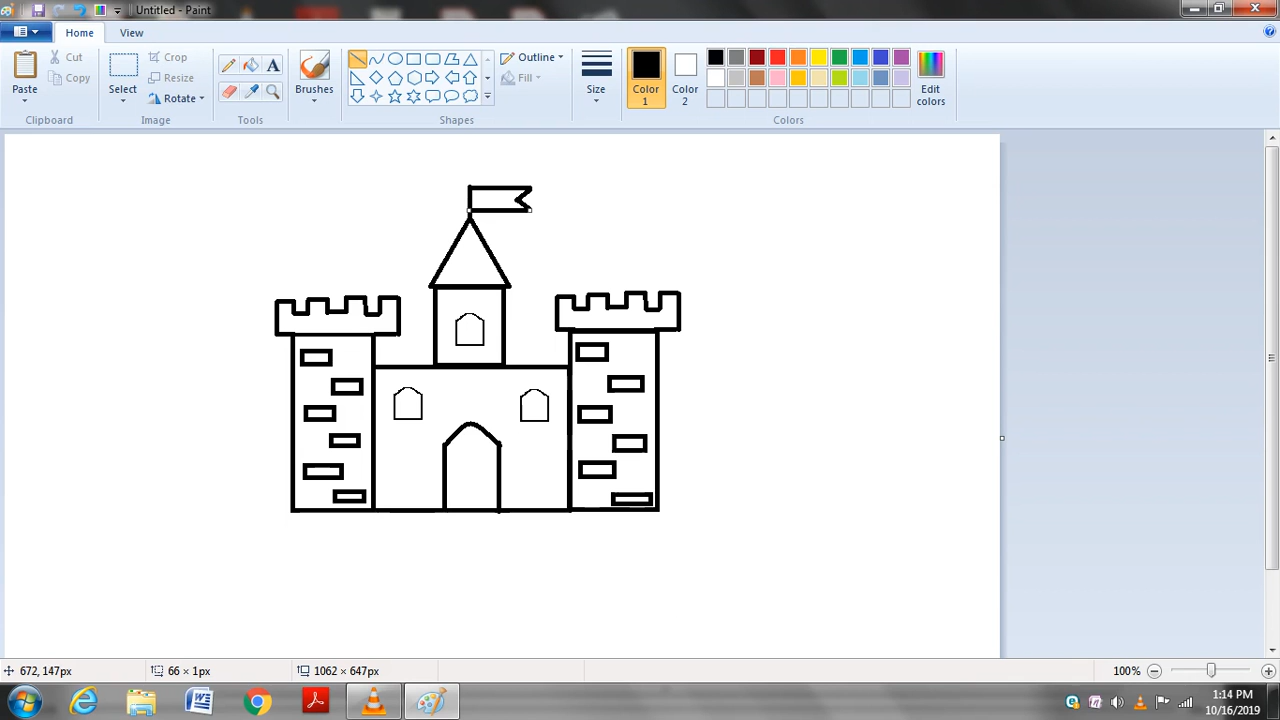 Untitled - Paint
Home View
Paste
Cut
Copy
Clipboard
Select
Crop
Resize
Rotate
Image
A
Tools
Brushes
Outline
Fill
Shapes
Size
Color 1
Color 2
Edit colors
Colors
672, 147px
66 × 1px
1062 × 647px
100%
1:14 PM
10/16/2019